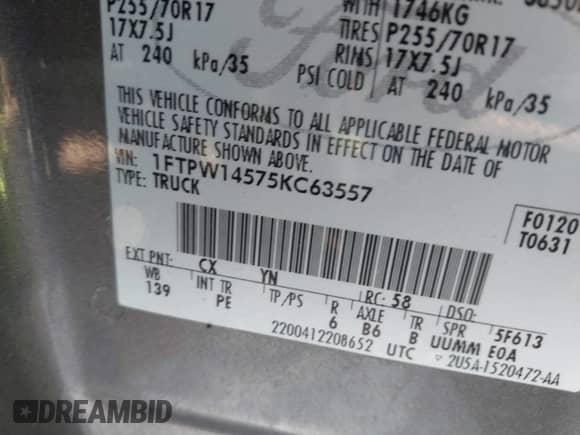 P255/70R17 WITH 1746KG
17X7.5J TIRES P255/70R17
AT 240 kPa/35 RIMS 17X7.5J
PSI COLD AT 240 kPa/35
Ford
THIS VEHICLE CONFORMS TO ALL APPLICABLE FEDERAL MOTOR
VEHICLE SAFETY STANDARDS IN EFFECT ON THE DATE OF
MANUFACTURE SHOWN ABOVE.
VIN: 1FTPW14575KC63557
TYPE: TRUCK
F0120
T0631
EXT PNT: CX YN RC: 58 DSO:
WB INT TR TP/PS R AXLE TR SPR 5F613
139 PE 6 B6 B UUMM E0A
2200412208652 UTC 2U5A-1520472-AA
DREAMBID